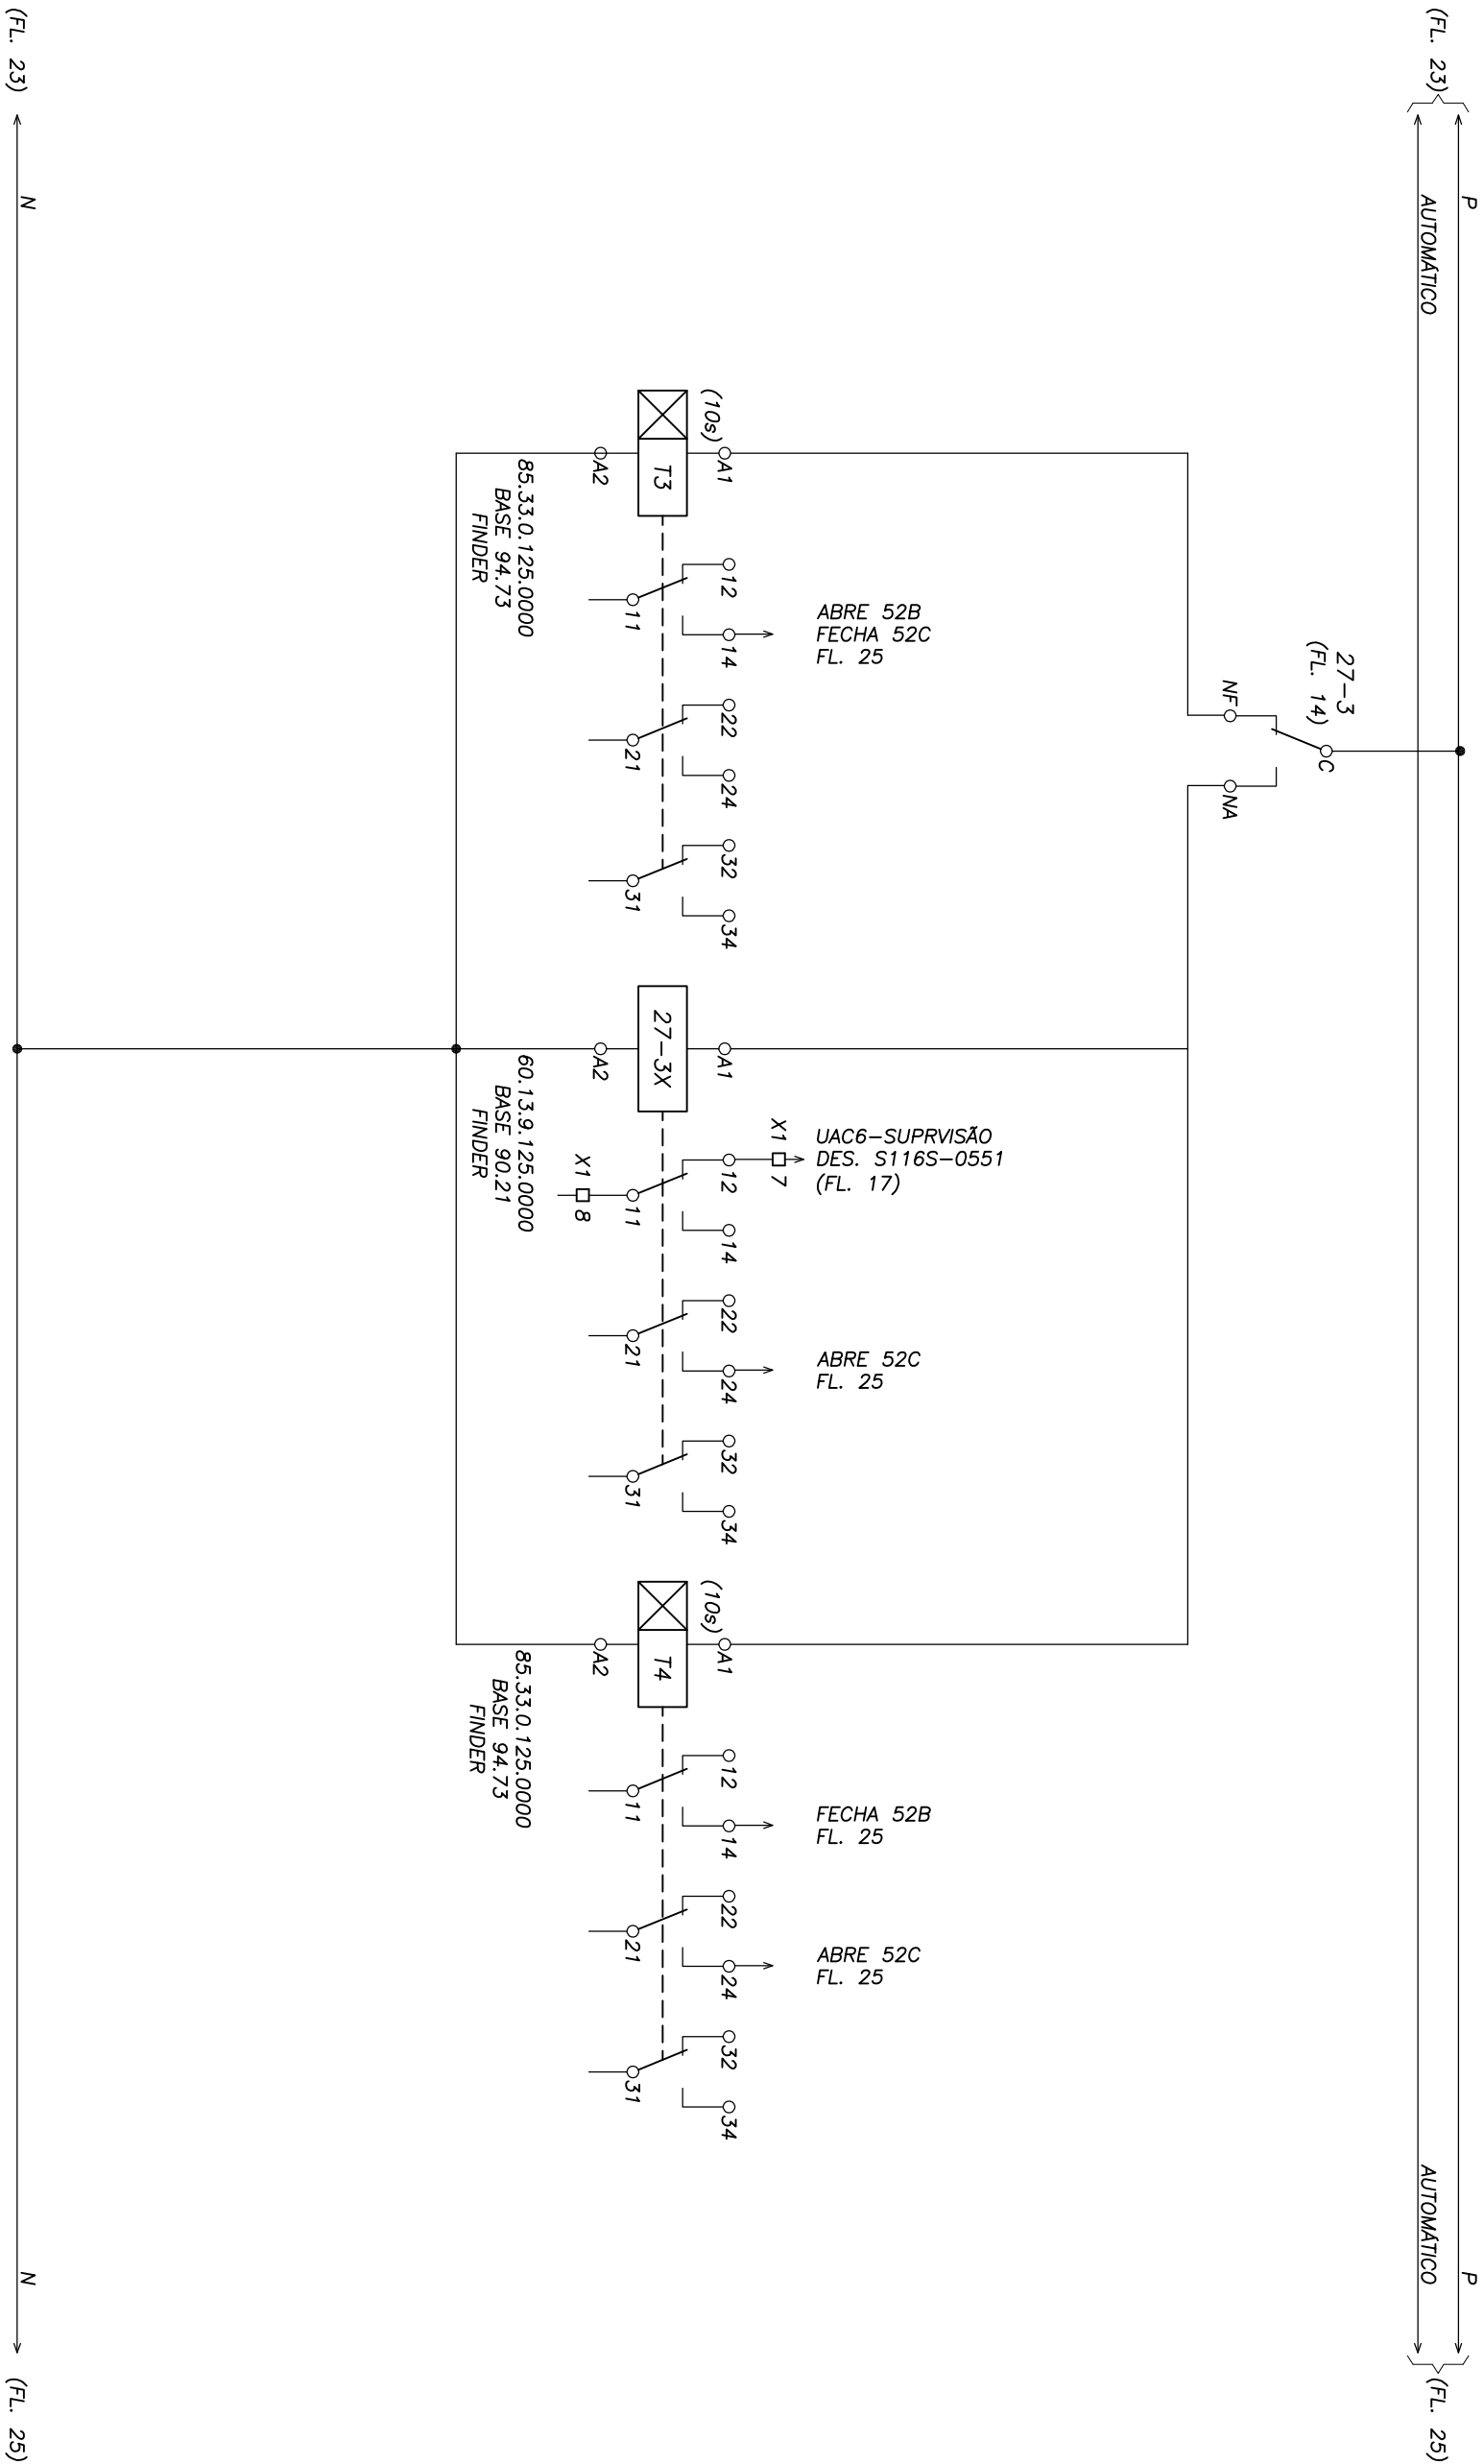 (FL. 23)
P
AUTOMÁTICO
AUTOMÁTICO
P
(FL. 25)
27-3
(FL. 14)
C
NF
NA
(10s)
A1
T3
A2
85.33.0.125.0000
BASE 94.73
FINDER
12
11
14
22
21
24
32
31
34
ABRE 52B
FECHA 52C
FL. 25
A1
27-3X
A2
60.13.9.125.0000
BASE 90.21
FINDER
X1
7
UAC6-SUPRVISÃO
DES. S116S-0551
(FL. 17)
12
11
14
X1
8
22
21
24
ABRE 52C
FL. 25
32
31
34
(10s)
A1
T4
A2
85.33.0.125.0000
BASE 94.73
FINDER
12
11
14
FECHA 52B
FL. 25
22
21
24
ABRE 52C
FL. 25
32
31
34
(FL. 23)
N
N
(FL. 25)